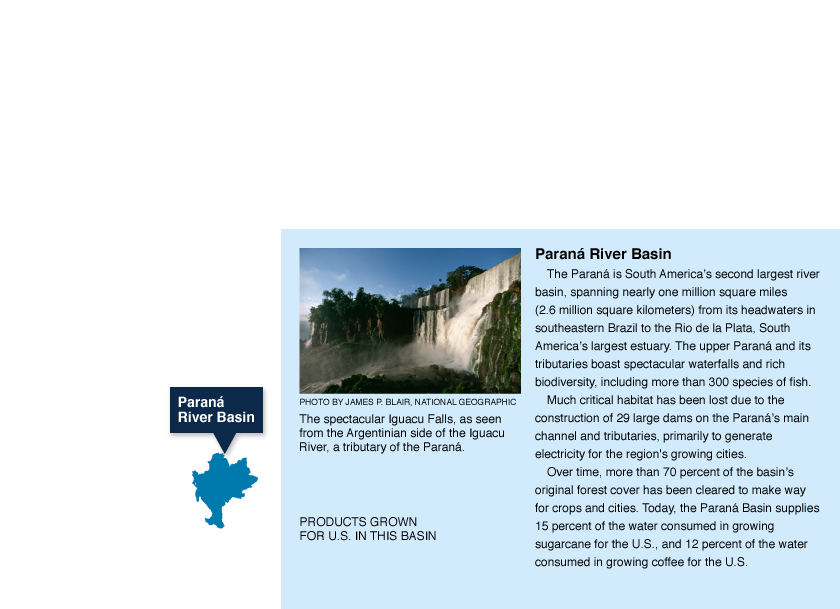 Paraná
River Basin
PHOTO BY JAMES P. BLAIR, NATIONAL GEOGRAPHIC
The spectacular Iguacu Falls, as seen
from the Argentinian side of the Iguacu
River, a tributary of the Paraná.
PRODUCTS GROWN
FOR U.S. IN THIS BASIN
Paraná River Basin
The Paraná is South America's second largest river
basin, spanning nearly one million square miles
(2.6 million square kilometers) from its headwaters in
southeastern Brazil to the Rio de la Plata, South
America's largest estuary. The upper Paraná and its
tributaries boast spectacular waterfalls and rich
biodiversity, including more than 300 species of fish.
Much critical habitat has been lost due to the
construction of 29 large dams on the Paraná's main
channel and tributaries, primarily to generate
electricity for the region's growing cities.
Over time, more than 70 percent of the basin's
original forest cover has been cleared to make way
for crops and cities. Today, the Paraná Basin supplies
15 percent of the water consumed in growing
sugarcane for the U.S., and 12 percent of the water
consumed in growing coffee for the U.S.